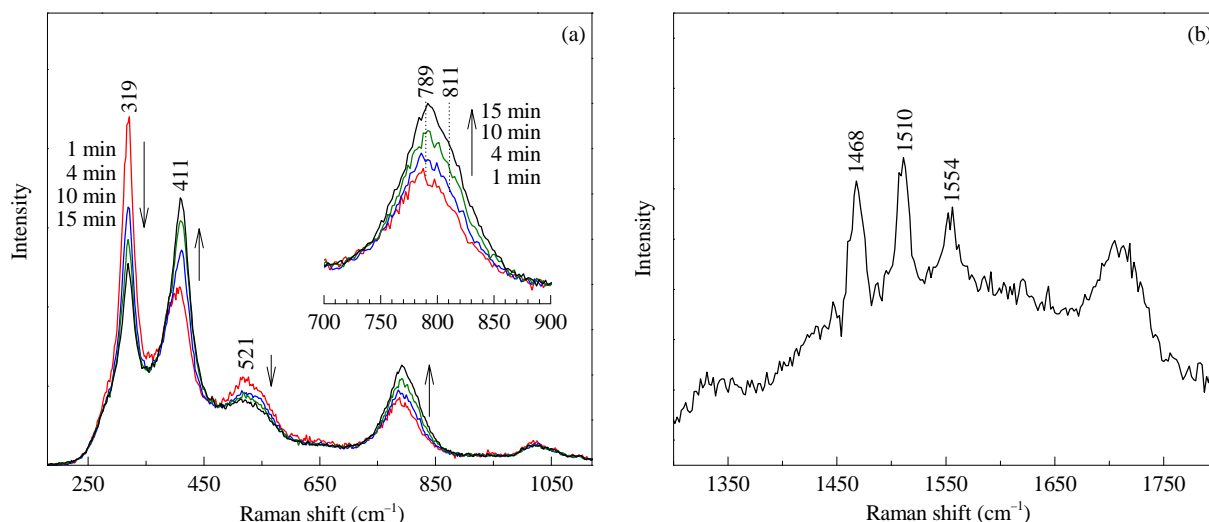 (a)
319
411
521
1 min
4 min
10 min
15 min
789
811
15 min
10 min
4 min
1 min
700 750 800 850 900
Intensity
250 450 650 850 1050
Raman shift (cm⁻¹)
(b)
1468
1510
1554
Intensity
1350 1450 1550 1650 1750
Raman shift (cm⁻¹)